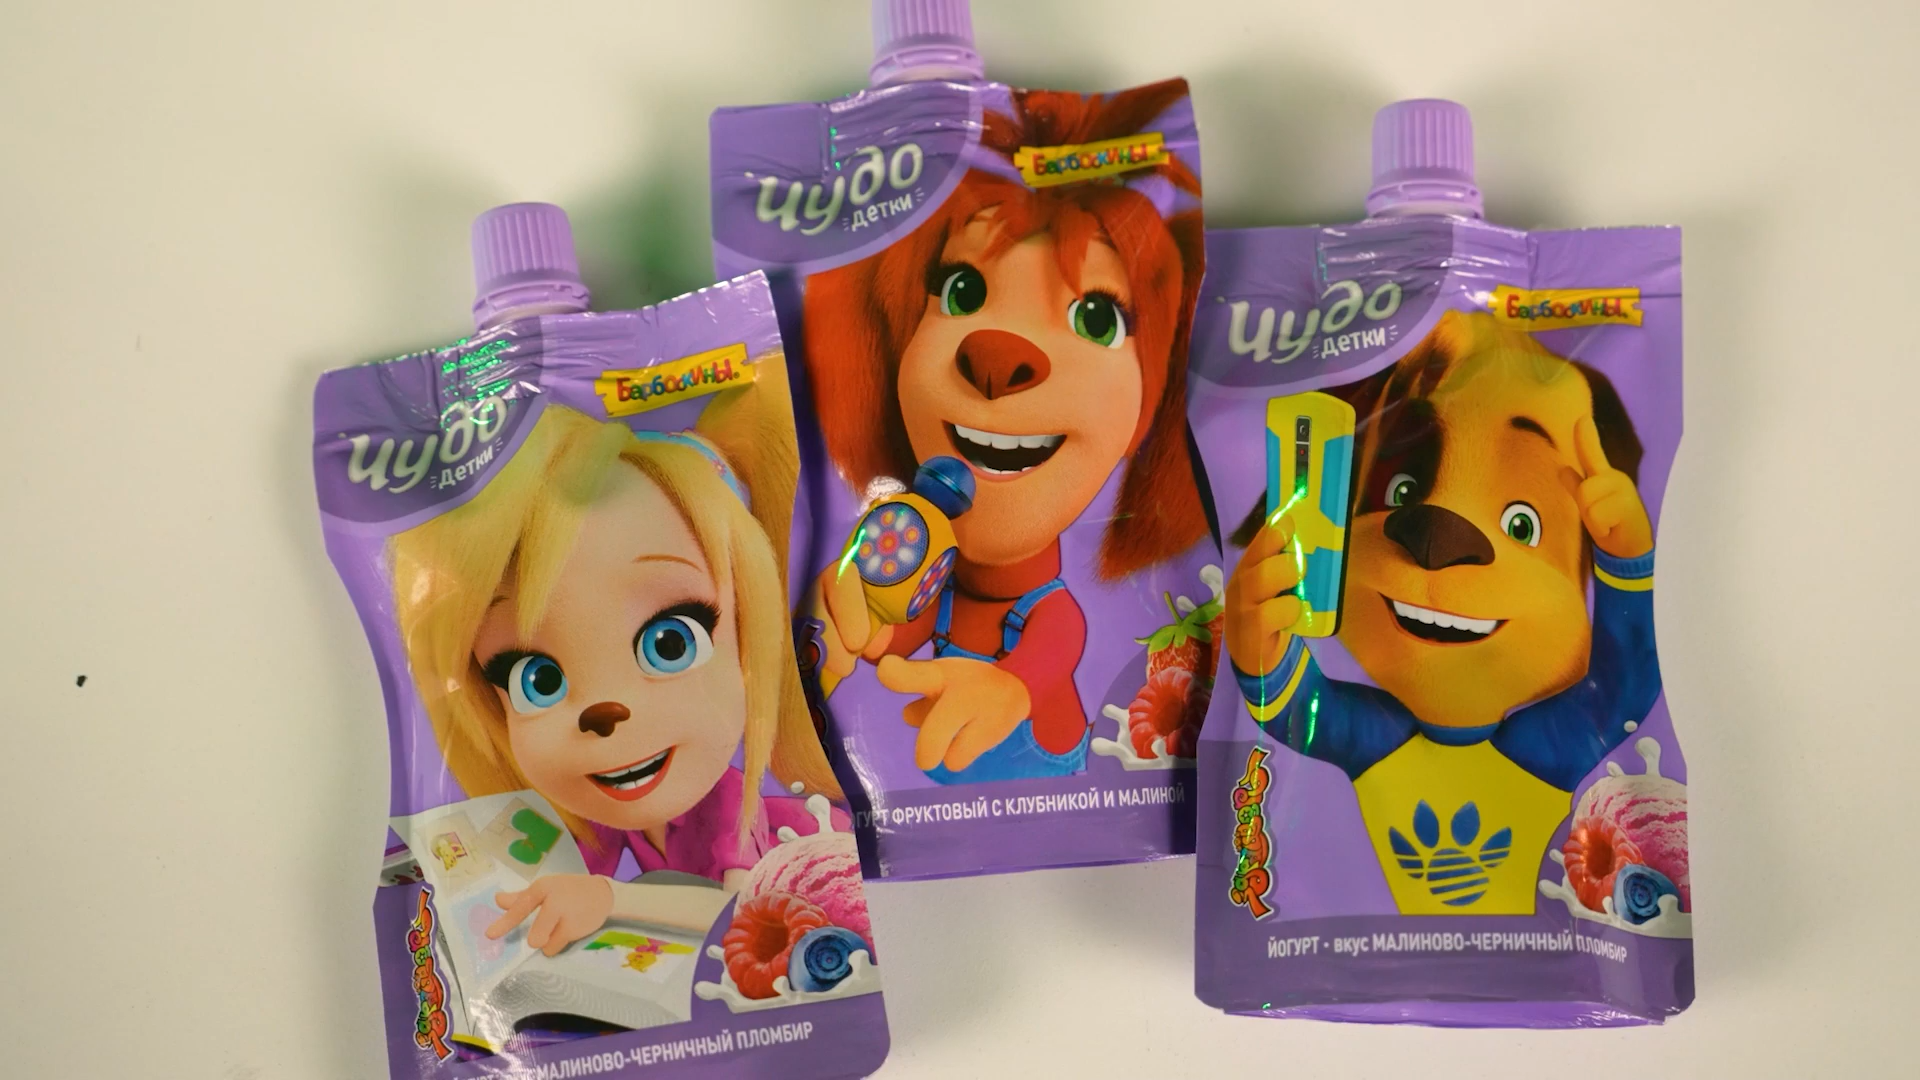 Чудо
детки
Барбоскины
ФРУКТОВЫЙ С КЛУБНИКОЙ И МАЛИНОЙ
Чудо
детки
Барбоскины
ЙОГУРТ • вкус МАЛИНОВО-ЧЕРНИЧНЫЙ ПЛОМБИР
Чудо
детки
Барбоскины
МАЛИНОВО-ЧЕРНИЧНЫЙ ПЛОМБИР